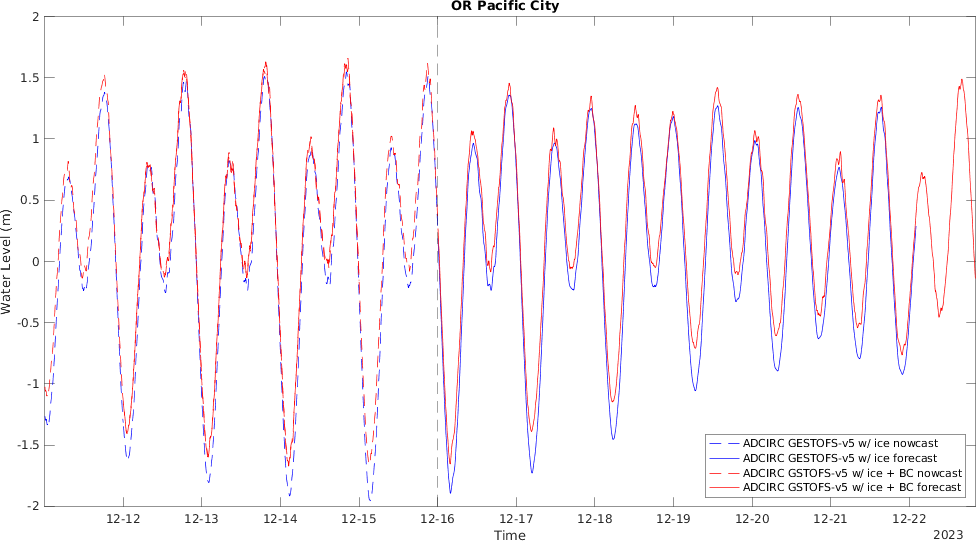 OR Pacific City
2
1.5
1
0.5
0
-0.5
-1
-1.5
-2
Water Level (m)
12-12 12-13 12-14 12-15 12-16 12-17 12-18 12-19 12-20 12-21 12-22
Time
2023
ADCIRC GESTOFS-v5 w/ ice nowcast
ADCIRC GESTOFS-v5 w/ ice forecast
ADCIRC GSTOFS-v5 w/ ice + BC nowcast
ADCIRC GSTOFS-v5 w/ ice + BC forecast